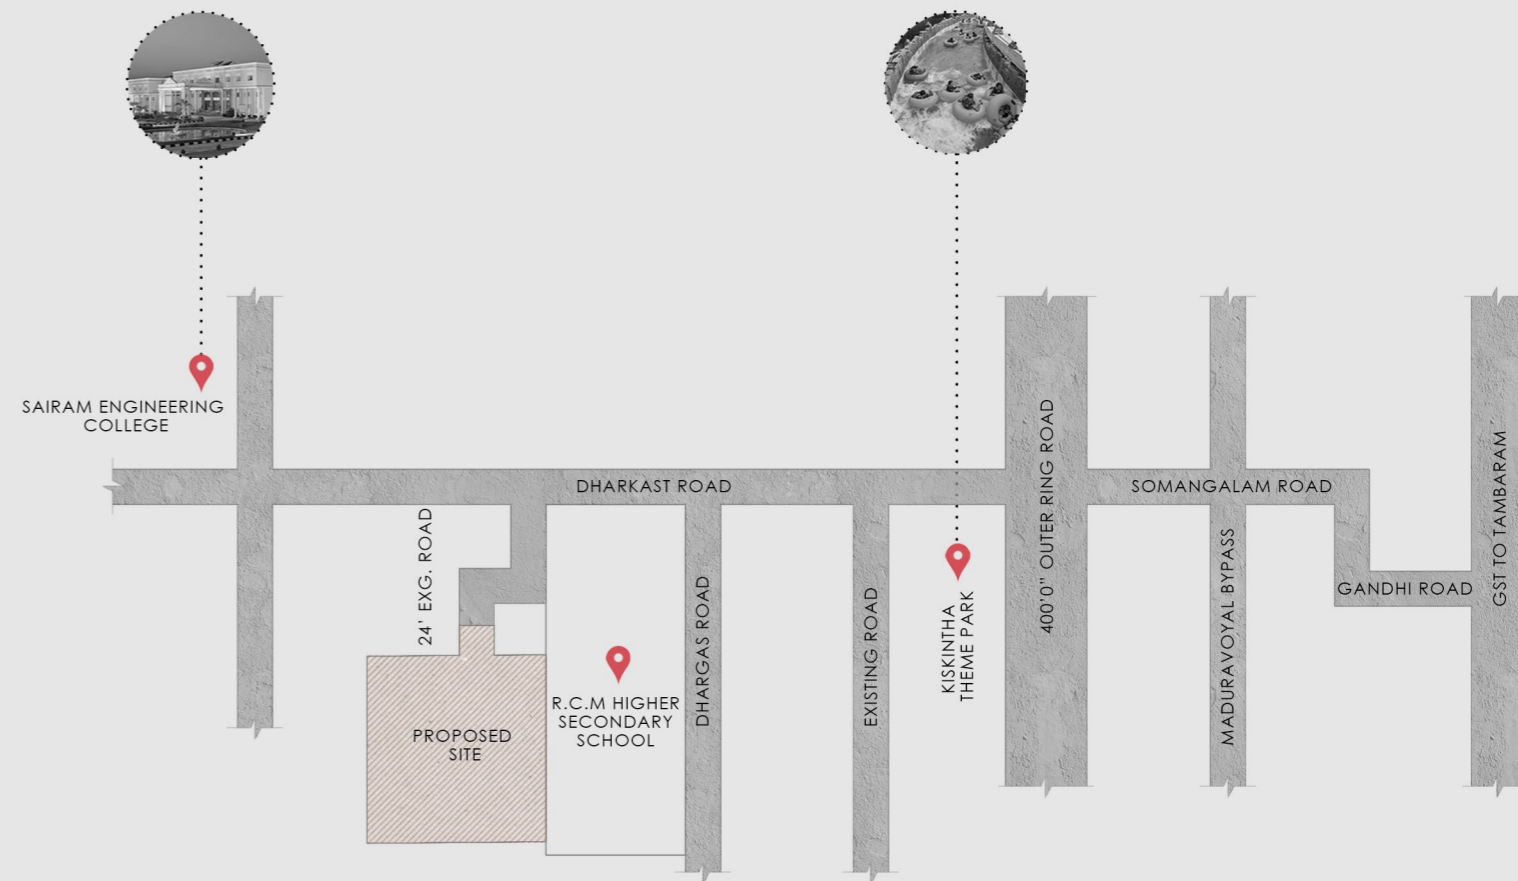 SAIRAM ENGINEERING
COLLEGE
DHARKAST ROAD
SOMANGALAM ROAD
24' EXG. ROAD
400'0" OUTER RING ROAD
GST TO TAMBARAM
GANDHI ROAD
DHARGAS ROAD
EXISTING ROAD
KISKINTHA
THEME PARK
MADURAVOYAL BYPASS
R.C.M HIGHER
SECONDARY
SCHOOL
PROPOSED
SITE